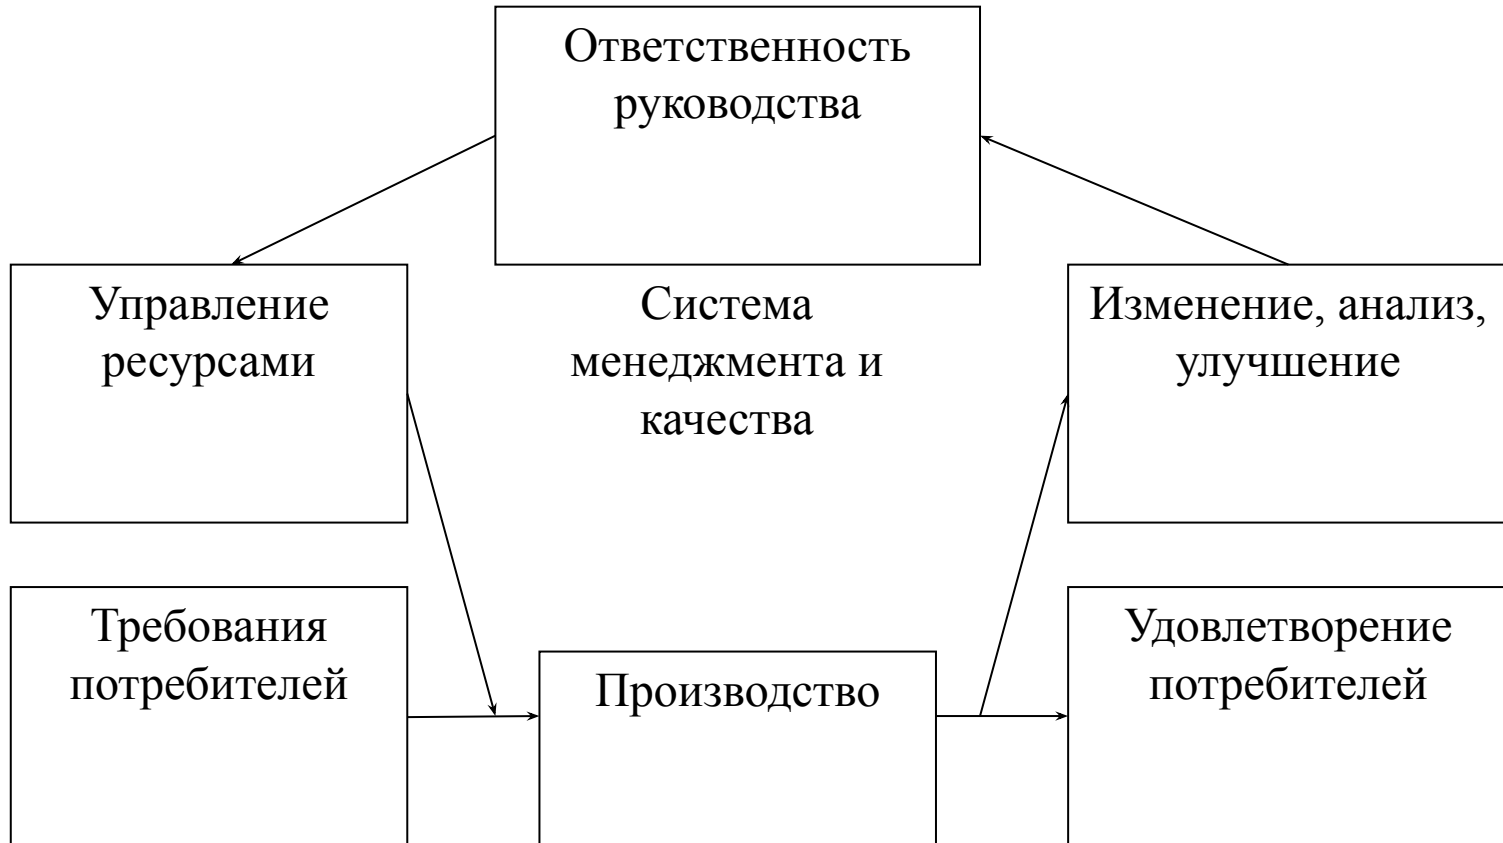 Ответственность
руководства
Управление
ресурсами
Система
менеджмента и
качества
Изменение, анализ,
улучшение
Требования
потребителей
Производство
Удовлетворение
потребителей